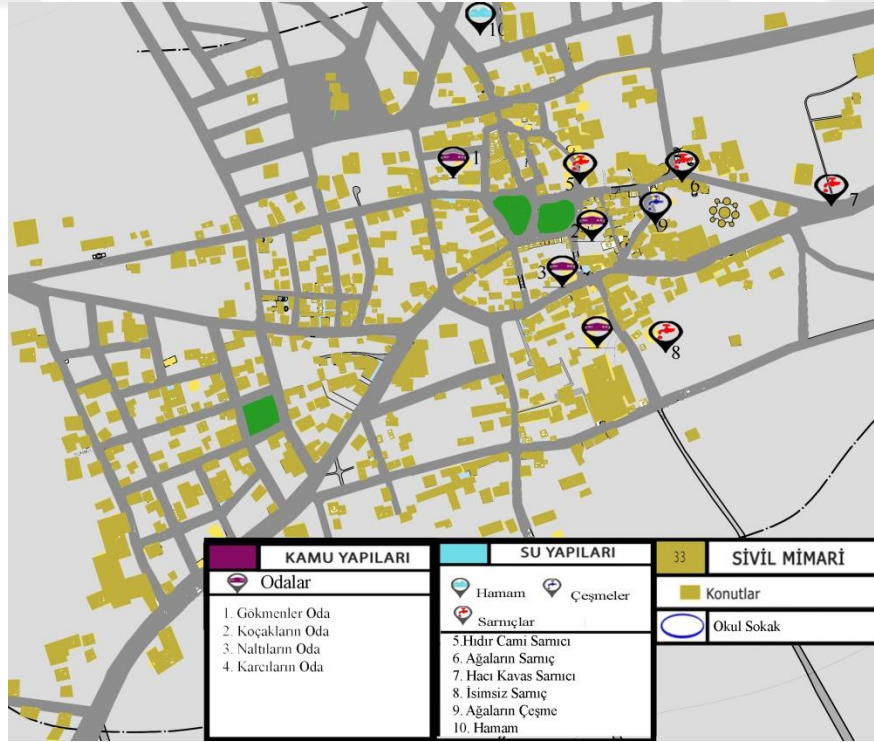 10
1
5
6
7
2
9
3
8
KAMU YAPILARI
Odalar
1. Gökmenler Oda
2. Koçakların Oda
3. Naltıların Oda
4. Karcıların Oda
SU YAPILARI
Hamam
Çeşmeler
Sarnıçlar
5.Hıdır Cami Sarnıcı
6. Ağaların Sarnıç
7. Hacı Kavas Sarnıcı
8. İsimsiz Sarnıç
9. Ağaların Çeşme
10. Hamam
33
SİVİL MİMARİ
Konutlar
Okul Sokak